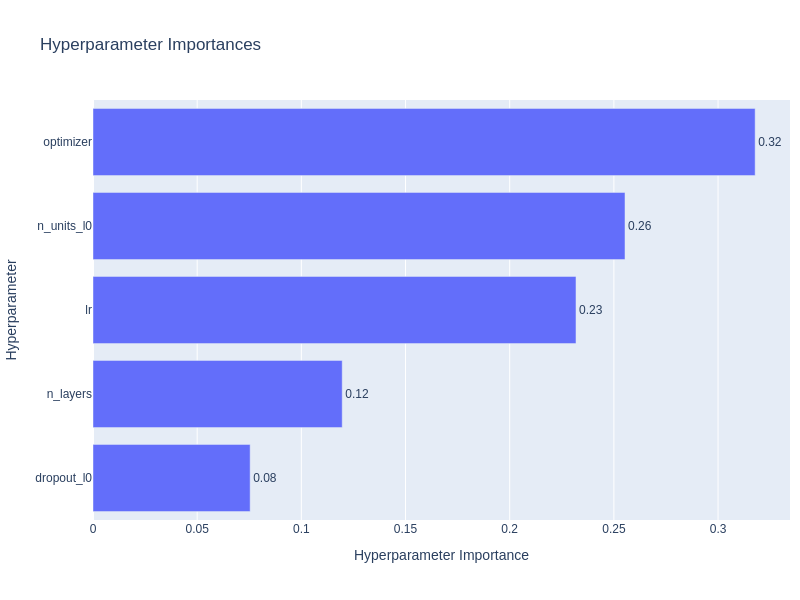 Hyperparameter Importances
optimizer
0.32
n_units_l0
0.26
lr
0.23
n_layers
0.12
dropout_l0
0.08
0
0.05
0.1
0.15
0.2
0.25
0.3
Hyperparameter Importance
Hyperparameter